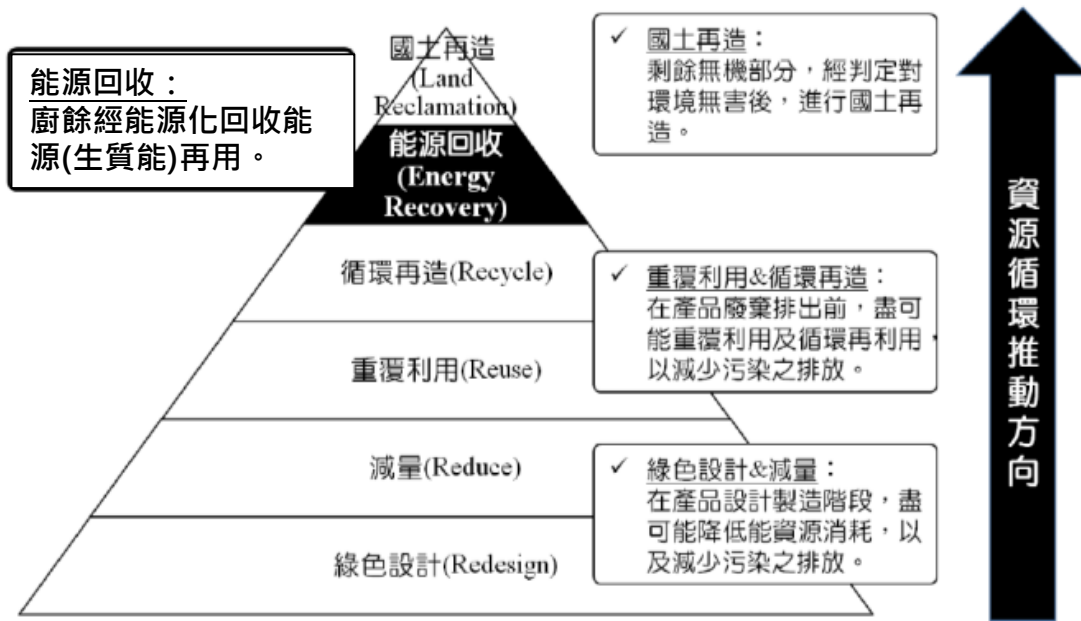 國土再造
(Land
Reclamation)
能源回收：
廚餘經能源化回收能
源(生質能)再用。
✓ 國土再造：
剩餘無機部分，經判定對
環境無害後，進行國土再
造。
能源回收
(Energy
Recovery)
循環再造(Recycle)
✓ 重覆利用&循環再造：
在產品廢棄排出前，盡可
能重覆利用及循環再利用，
以減少污染之排放。
重覆利用(Reuse)
減量(Reduce)
✓ 綠色設計&減量：
在產品設計製造階段，盡
可能降低能資源消耗，以
及減少污染之排放。
綠色設計(Redesign)
資源循環推動方向